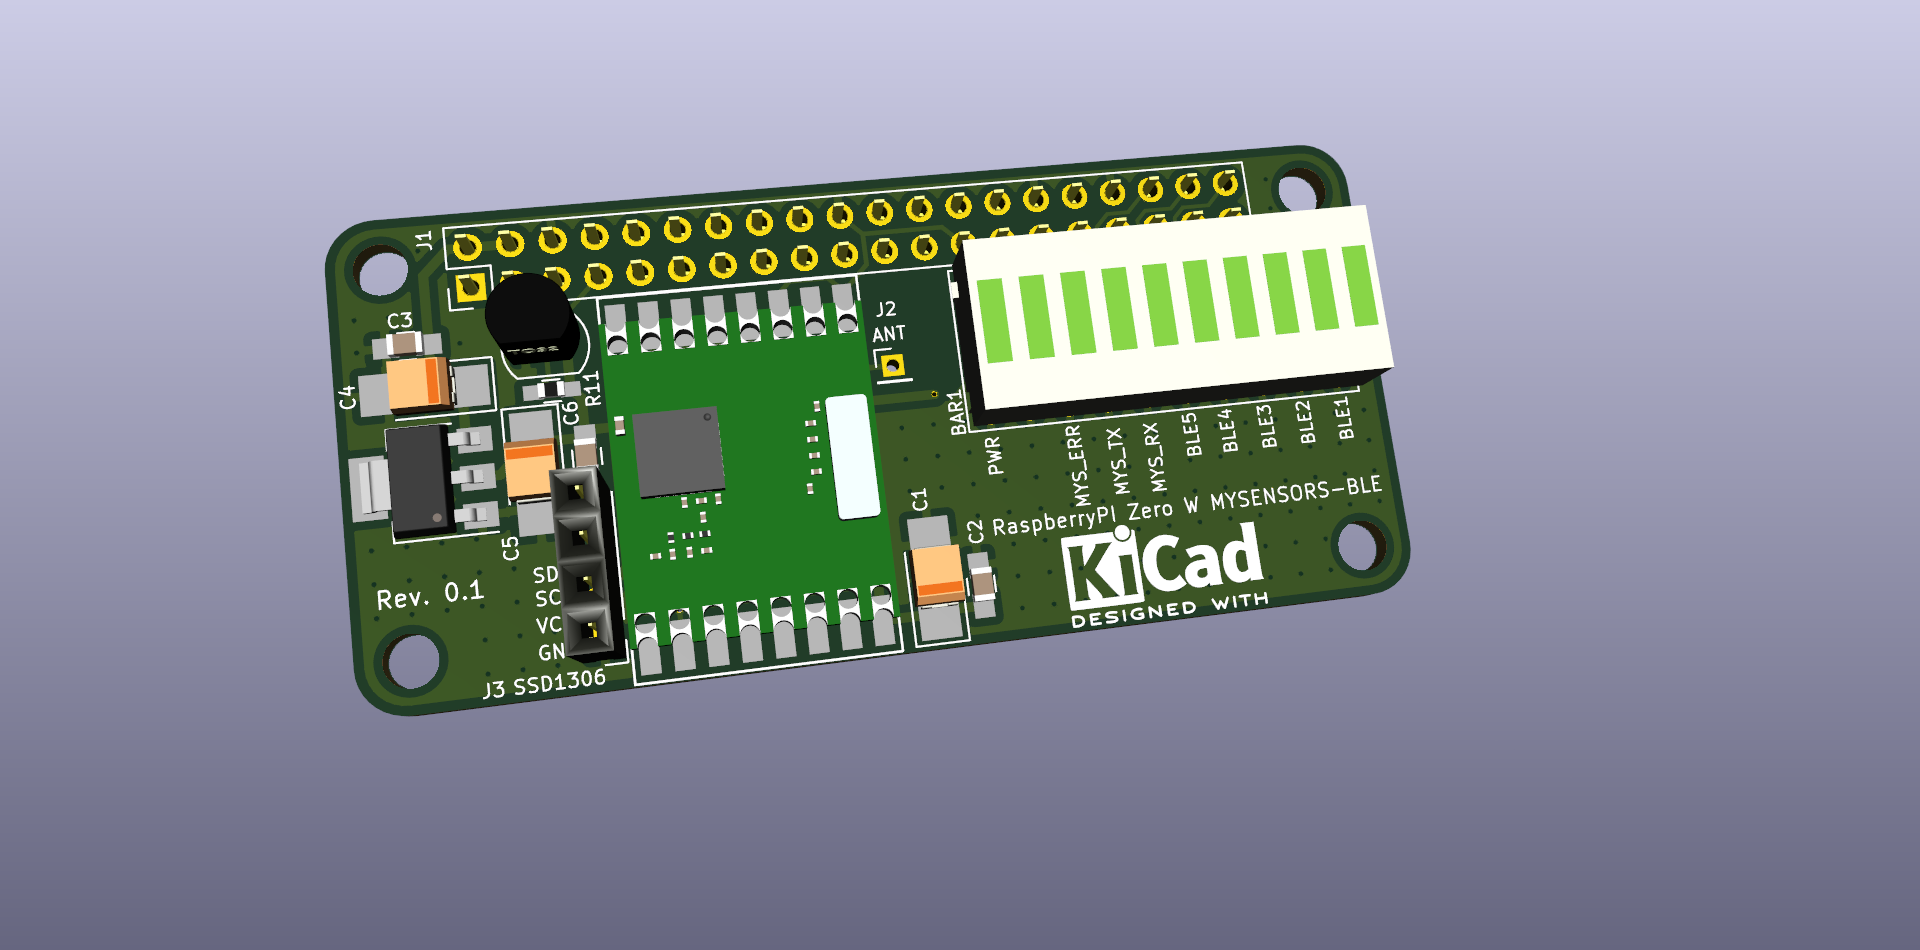 J1
C3
C4
TO92
R11
C6
C5
J2
ANT
BAR1
PWR
MYS_ERR
MYS_TX
MYS_RX
BLE5
BLE4
BLE3
BLE2
BLE1
C1
C2
RaspberryPI Zero W MYSENSORS-BLE
KiCad
DESIGNED WITH
SD
SC
VC
GN
Rev. 0.1
J3 SSD1306